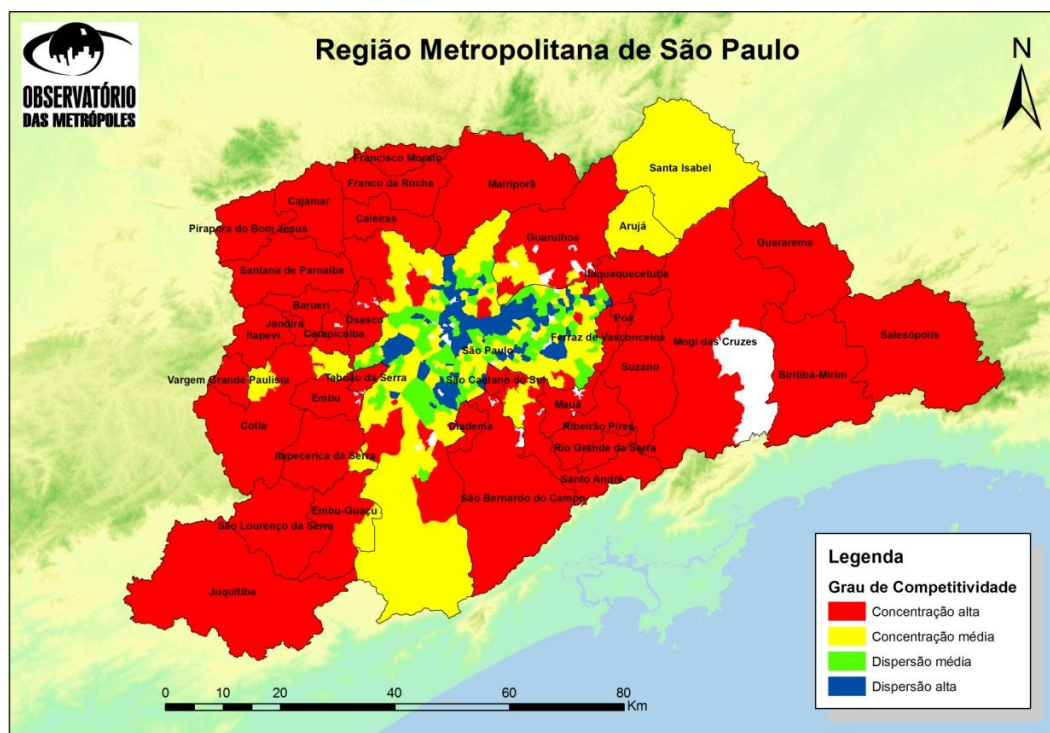 OBSERVATÓRIO
DAS METRÓPOLES
Região Metropolitana de São Paulo
N
Francisco Morato
Franco da Rocha
Mairiporã
Santa Isabel
Cajamar
Caieiras
Pirapora do Bom Jesus
Arujá
Guarulhos
Guararema
Santana de Parnaíba
Itaquaquecetuba
Barueri
Jandira
Osasco
Itapevi
Carapicaíba
Poá
Ferraz de Vasconcelos
Mogi das Cruzes
Salesópolis
São Paulo
Suzano
Biritiba-Mirim
Vargem Grande Paulista
Taboão da Serra
São Caetano do Sul
Embu
Mauá
Cotia
Diadema
Ribeirão Pires
Itapecerica da Serra
Rio Grande da Serra
Santo André
São Bernardo do Campo
Embu-Guaçu
São Lourenço da Serra
Juquitiba
Legenda
Grau de Competitividade
Concentração alta
Concentração média
Dispersão média
Dispersão alta
0 10 20 40 60 80
Km